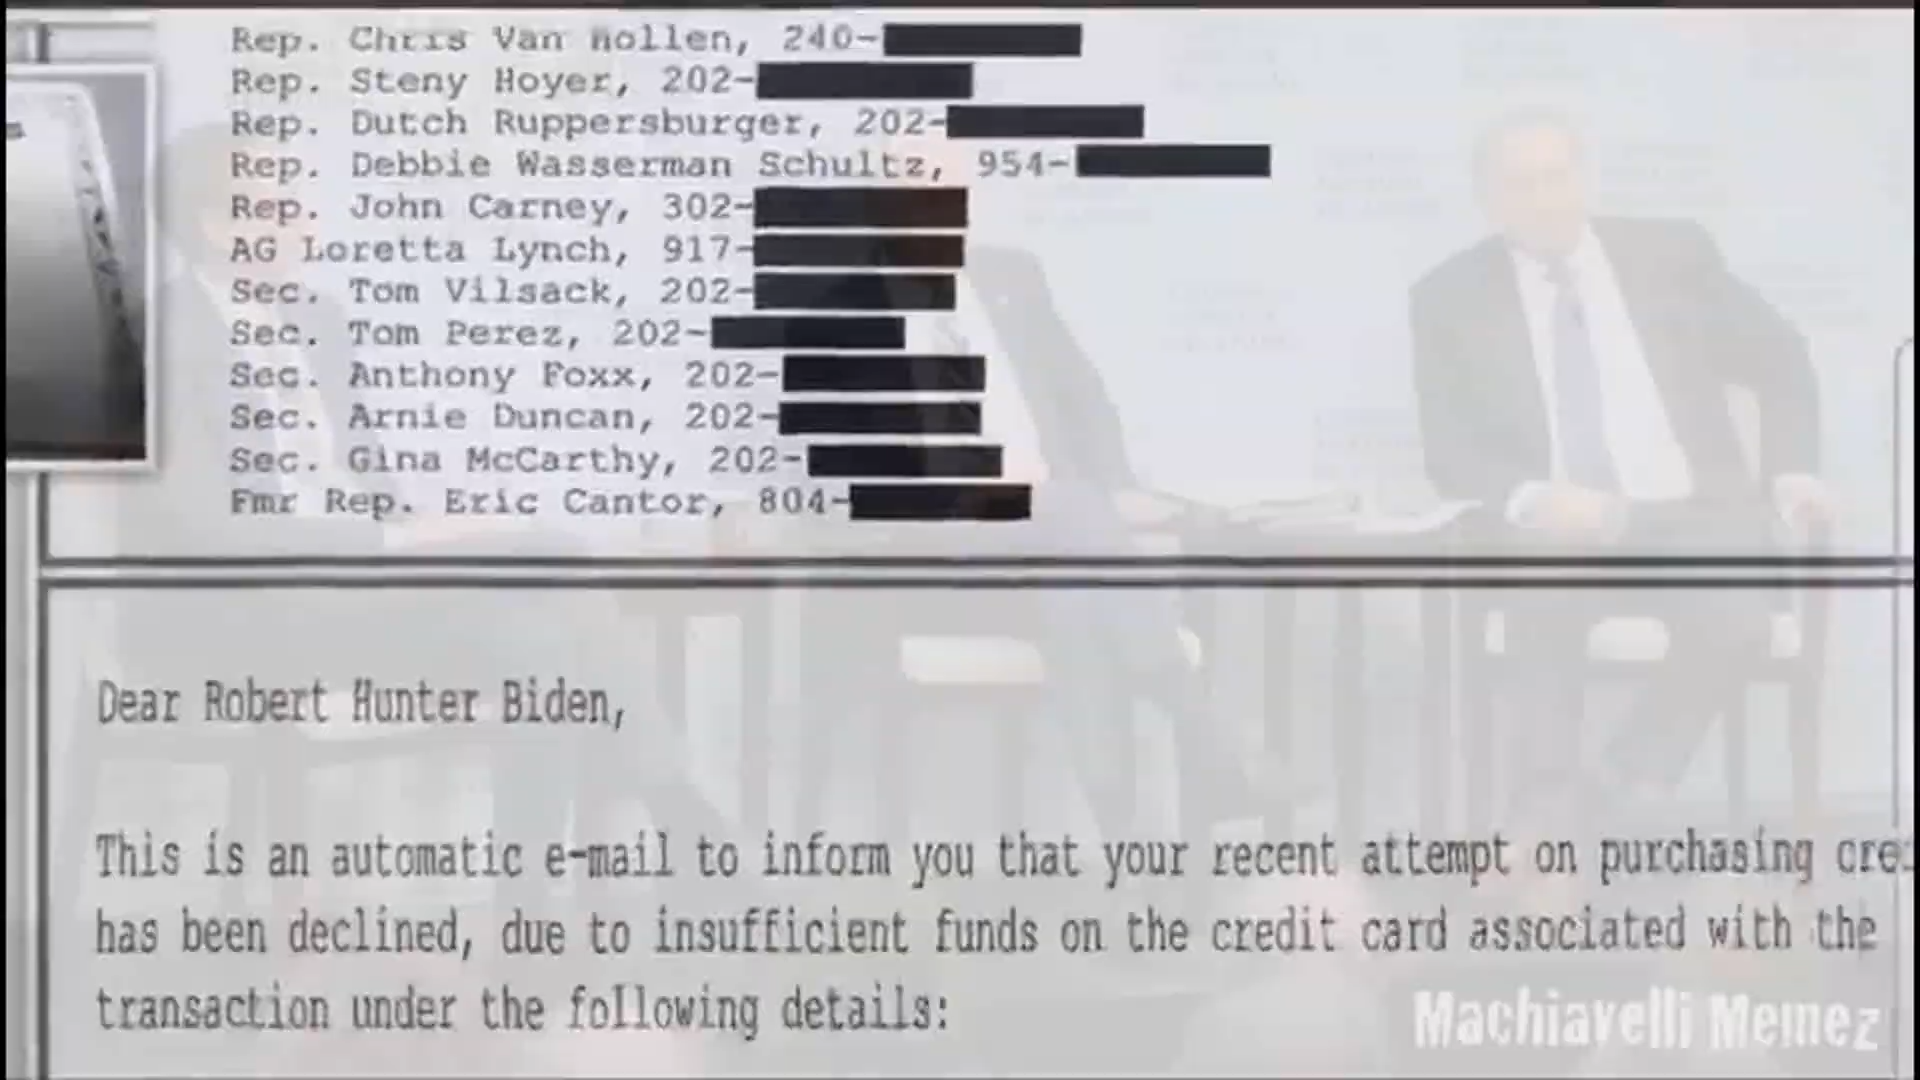 Rep. Chris Van Hollen, 240-
Rep. Steny Hoyer, 202-
Rep. Dutch Ruppersburger, 202-
Rep. Debbie Wasserman Schultz, 954-
Rep. John Carney, 302-
AG Loretta Lynch, 917-
Sec. Tom Vilsack, 202-
Sec. Tom Perez, 202-
Sec. Anthony Foxx, 202-
Sec. Arnie Duncan, 202-
Sec. Gina McCarthy, 202-
Fmr Rep. Eric Cantor, 804-
Dear Robert Hunter Biden,
This is an automatic e-mail to inform you that your recent attempt on purchasing
has been declined, due to insufficient funds on the credit card associated with the
transaction under the following details:
Machiavelli Memez